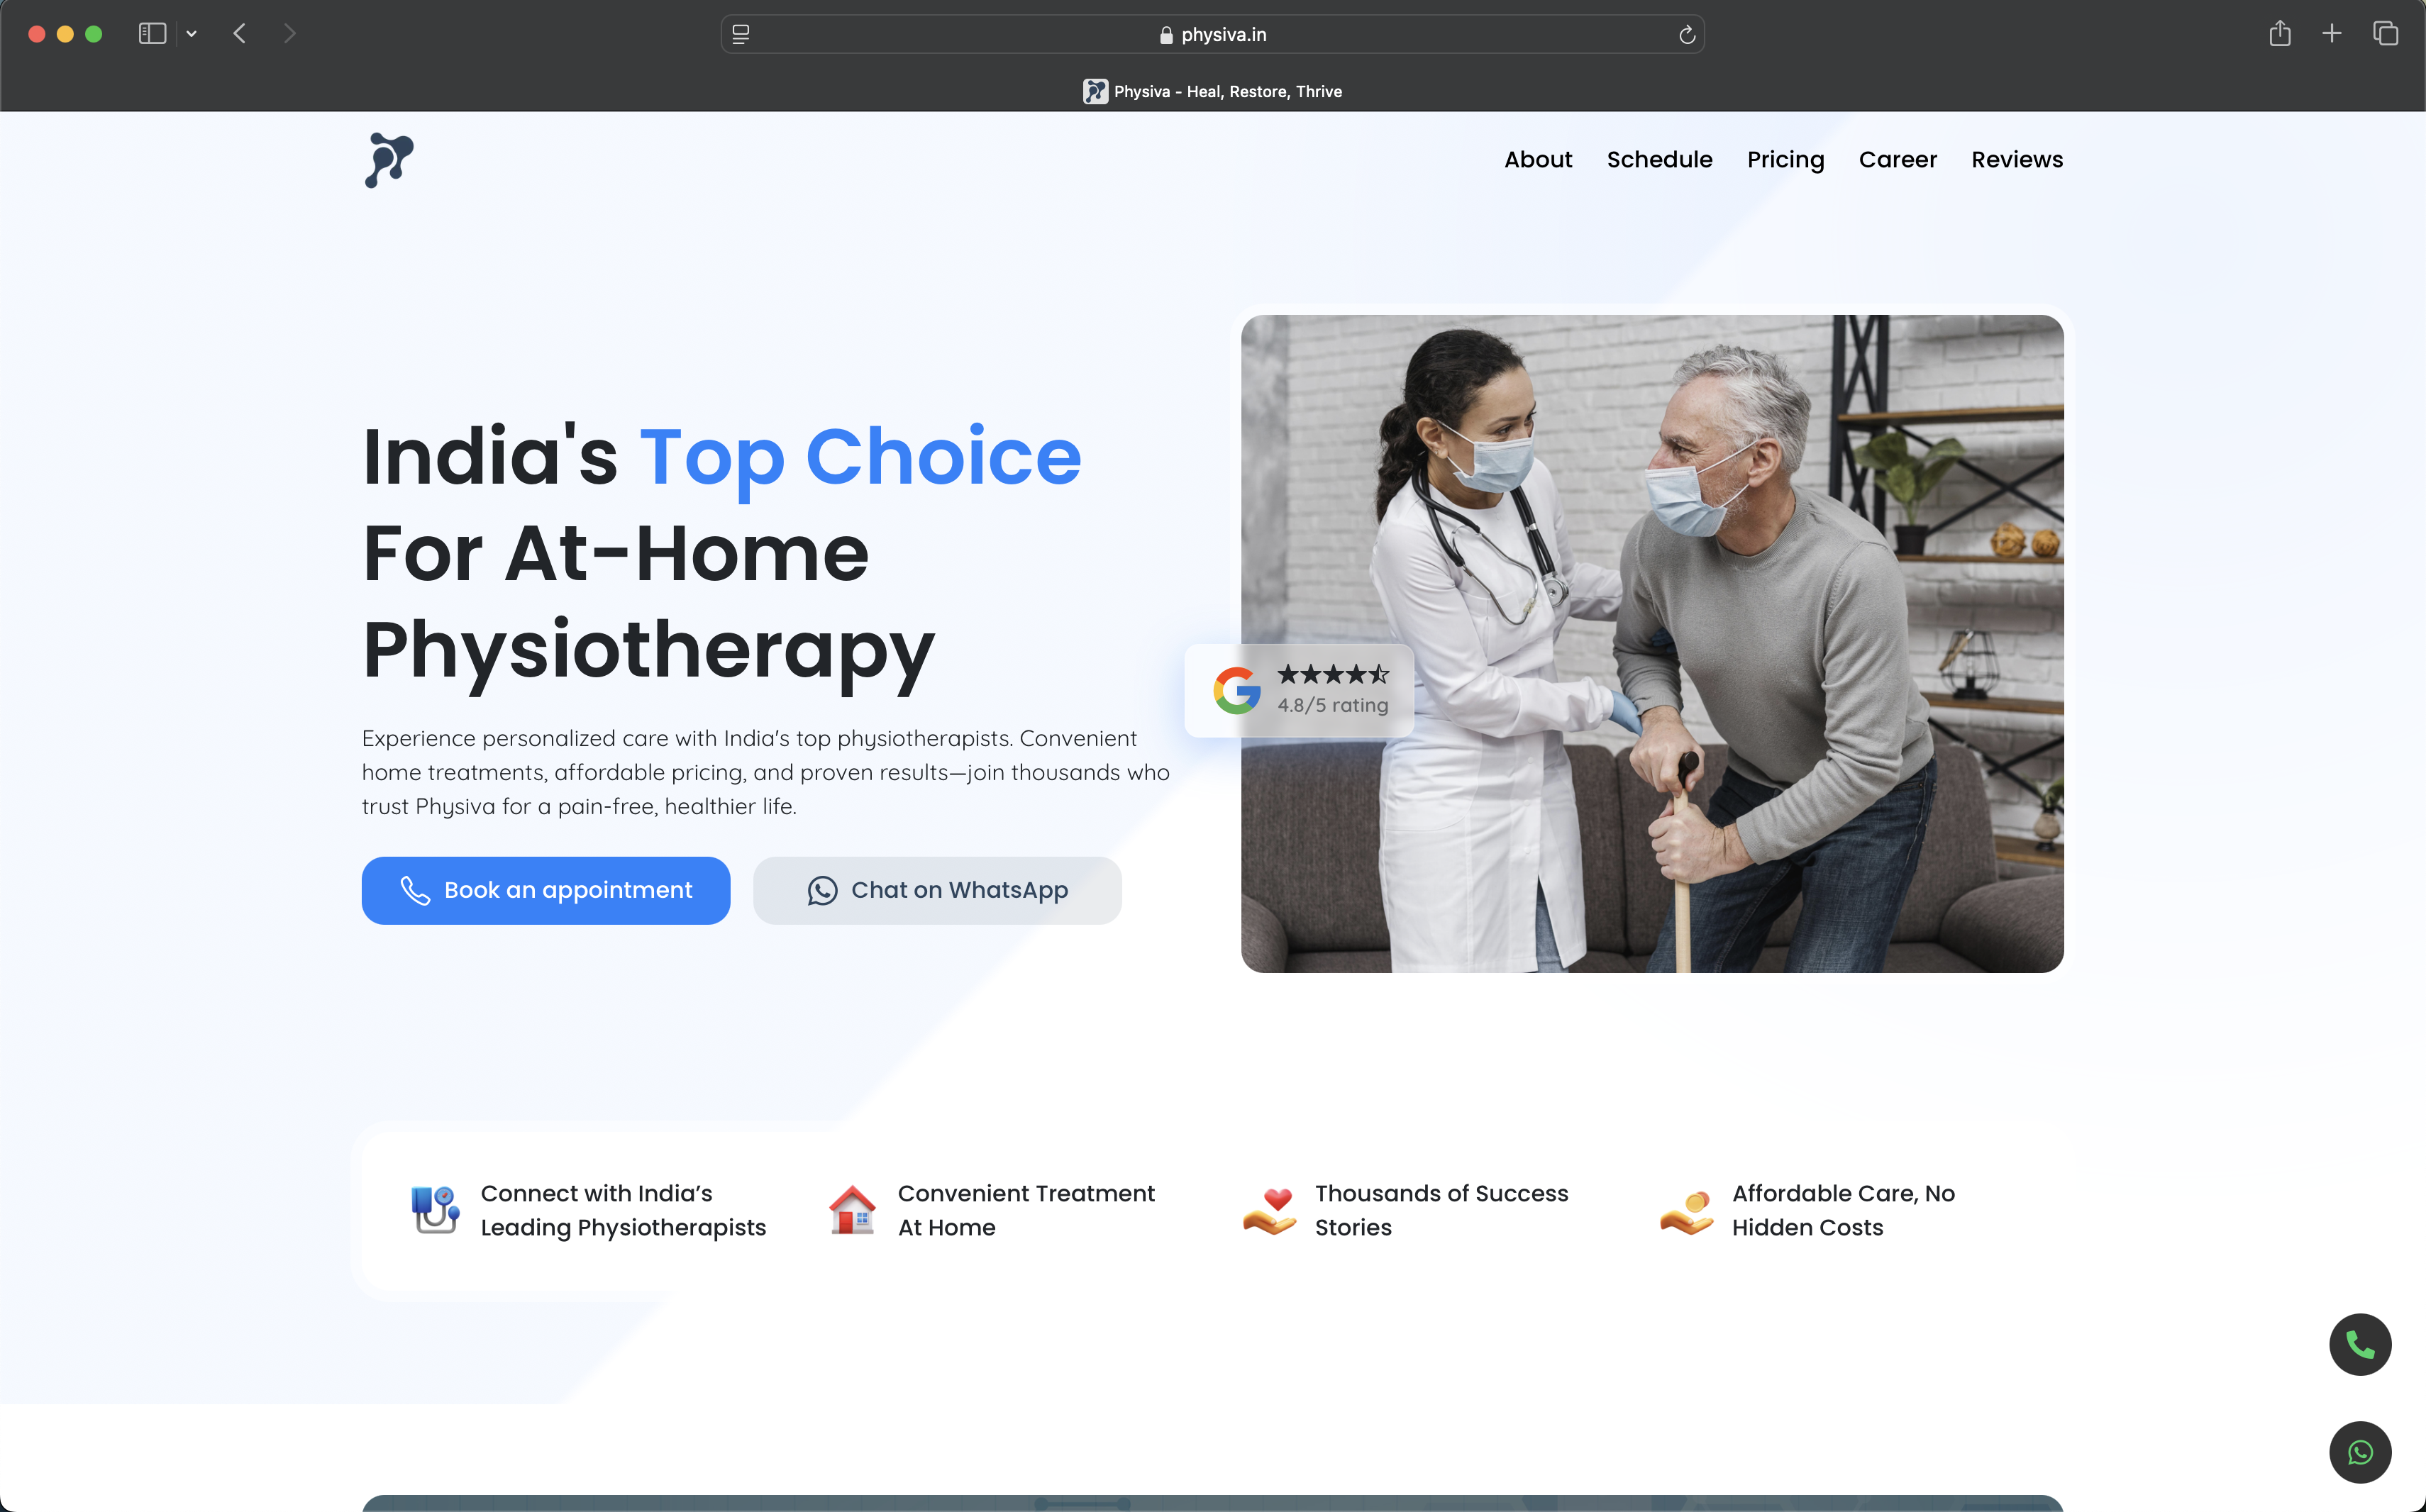 physiva.in
Physiva - Heal, Restore, Thrive
About Schedule Pricing Career Reviews
India's Top Choice
For At-Home
Physiotherapy
Experience personalized care with India's top physiotherapists. Convenient
home treatments, affordable pricing, and proven results—join thousands who
trust Physiva for a pain-free, healthier life.
Book an appointment
Chat on WhatsApp
4.8/5 rating
Connect with India’s
Leading Physiotherapists
Convenient Treatment
At Home
Thousands of Success
Stories
Affordable Care, No
Hidden Costs